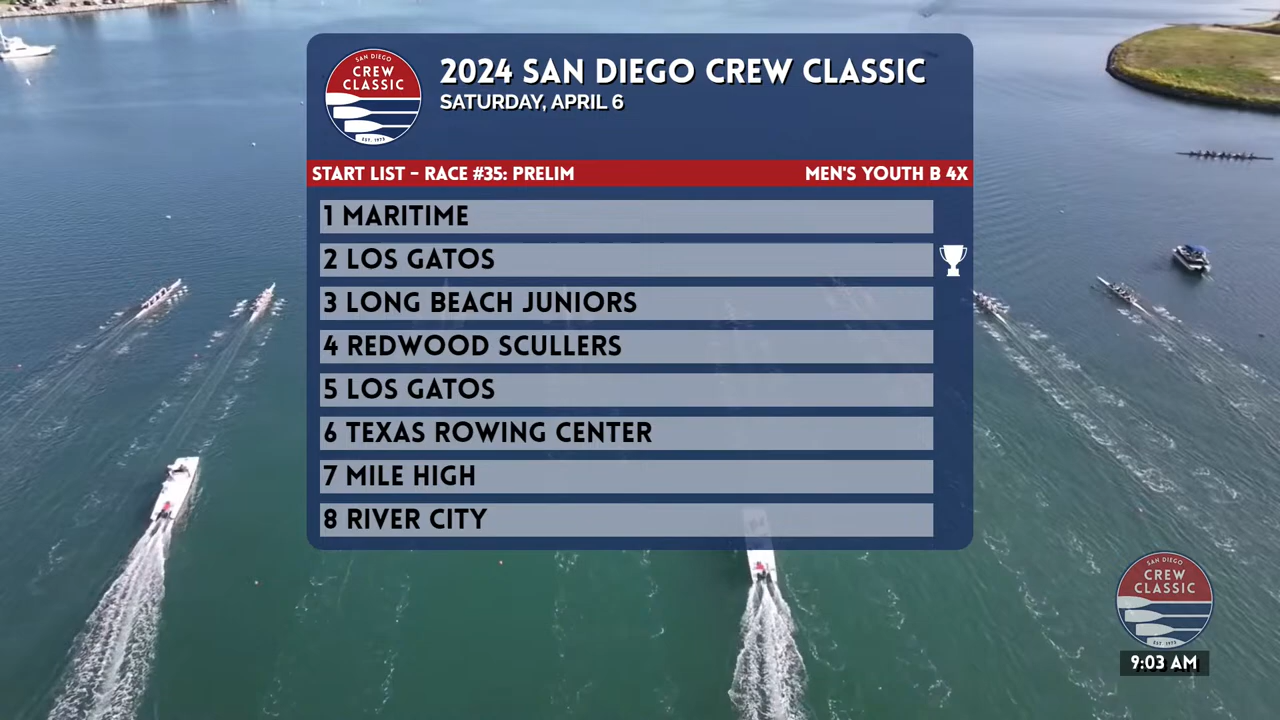 SAN DIEGO
CREW
CLASSIC
EST. 1973
2024 SAN DIEGO CREW CLASSIC
SATURDAY, APRIL 6
START LIST - RACE #35: PRELIM
MEN'S YOUTH B 4X
1 MARITIME
2 LOS GATOS
3 LONG BEACH JUNIORS
4 REDWOOD SCULLERS
5 LOS GATOS
6 TEXAS ROWING CENTER
7 MILE HIGH
8 RIVER CITY
SAN DIEGO
CREW
CLASSIC
EST. 1973
9:03 AM